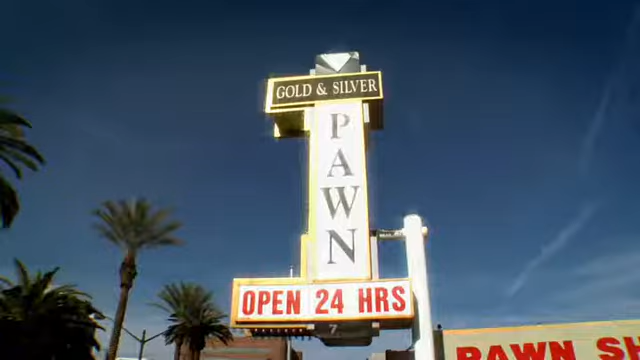 GOLD & SILVER
PAWN
OPEN 24 HRS
7
PAWN SH